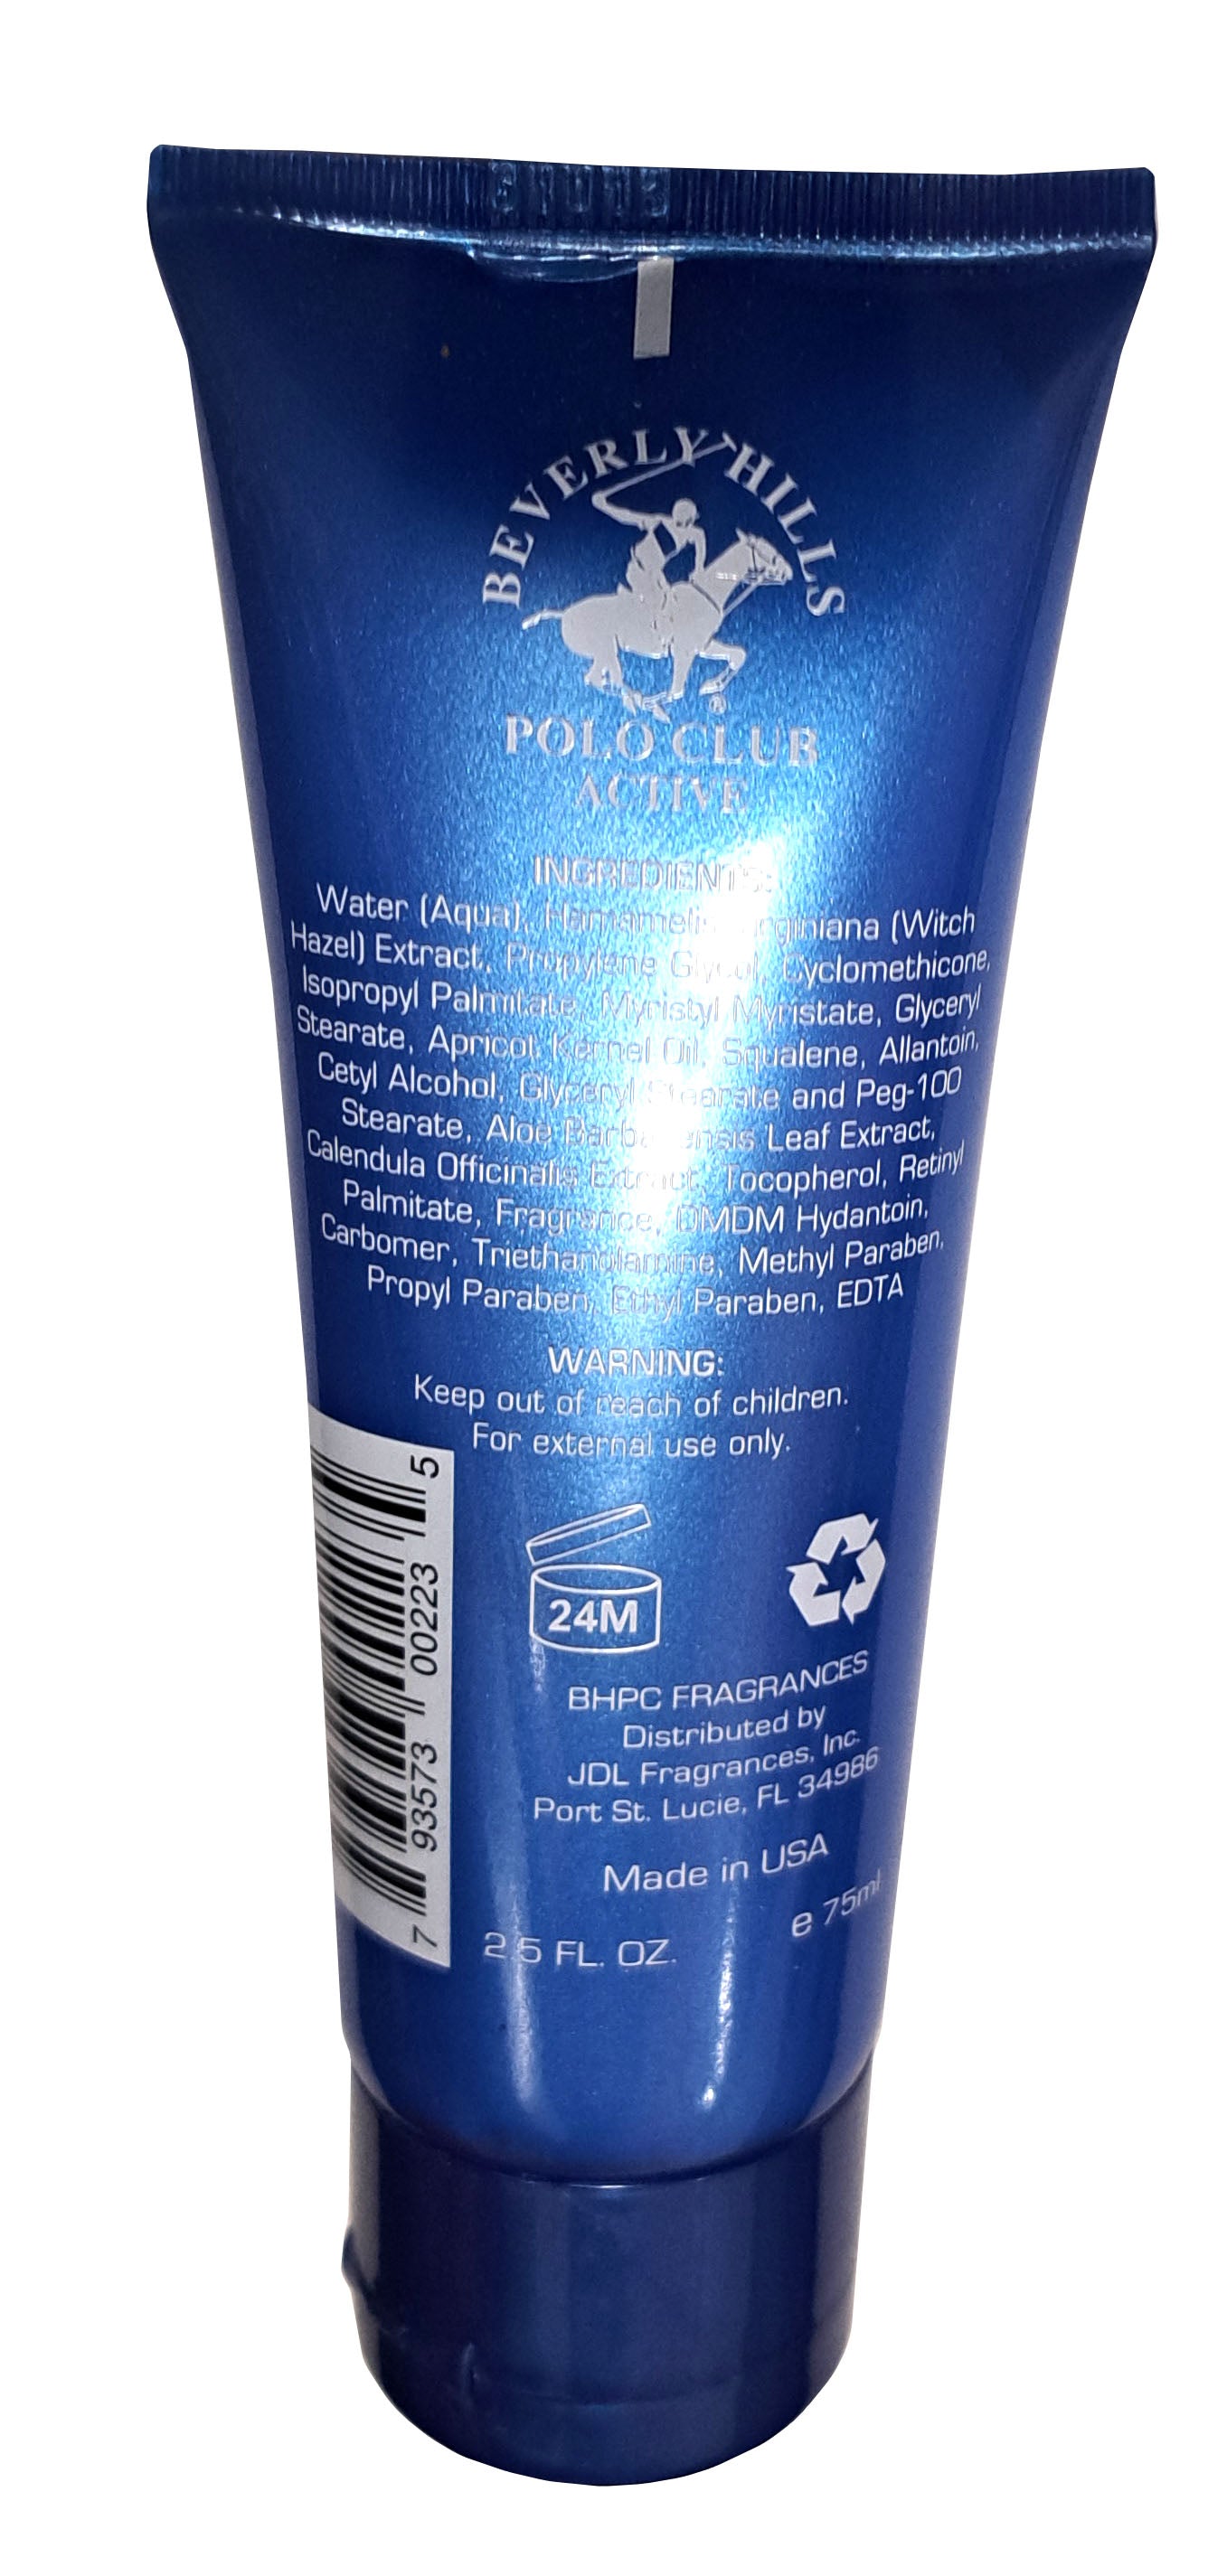 BEVERLY HILLS
®
POLO CLUB
ACTIVE
INGREDIENTS:
Water (Aqua), Hamamelis Virginiana (Witch
Hazel) Extract, Propylene Glycol, Cyclomethicone,
Isopropyl Palmitate, Myristyl Myristate, Glyceryl
Stearate, Apricot Kernel Oil, Squalene, Allantoin,
Cetyl Alcohol, Glyceryl Stearate and Peg-100
Stearate, Aloe Barbadensis Leaf Extract,
Calendula Officinalis Extract, Tocopherol, Retinyl
Palmitate, Fragrance, DMDM Hydantoin,
Carbomer, Triethanolamine, Methyl Paraben,
Propyl Paraben, Ethyl Paraben, EDTA
WARNING:
Keep out of reach of children.
For external use only.
7 93573 00223 5
24M
BHPC FRAGRANCES
Distributed by
JDL Fragrances, Inc.
Port St. Lucie, FL 34986
Made in USA
2.5 FL. OZ. e 75ml